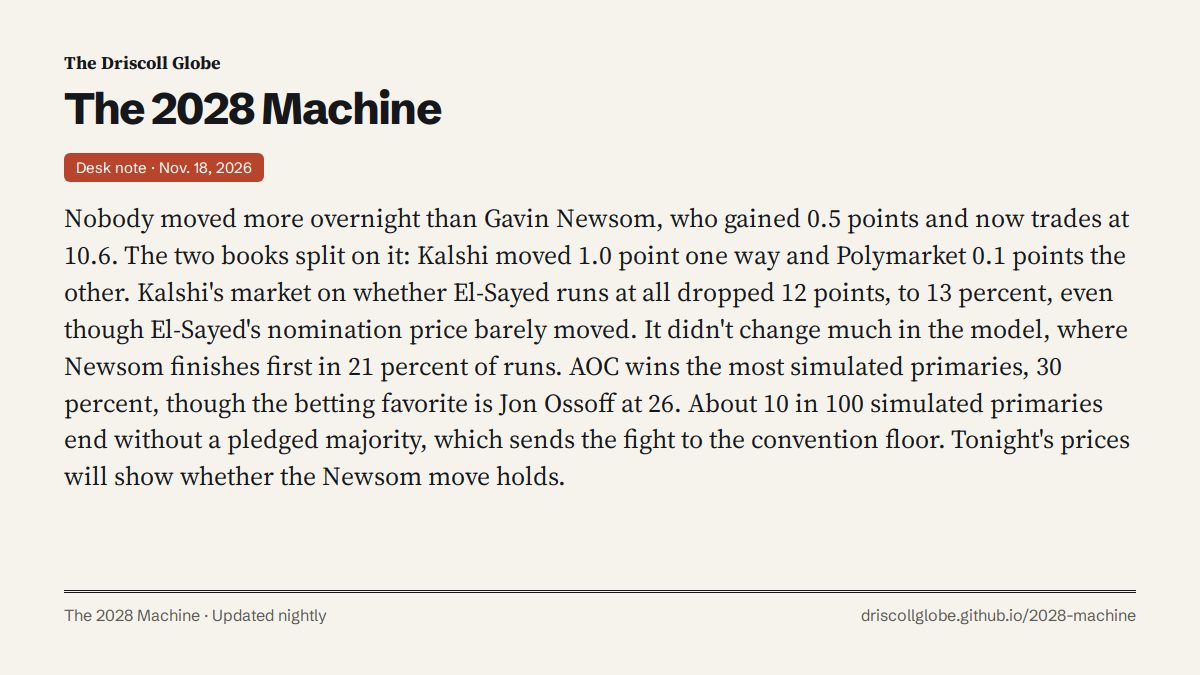 The Driscoll Globe
The 2028 Machine
Desk note · Nov. 18, 2026
Nobody moved more overnight than Gavin Newsom, who gained 0.5 points and now trades at
10.6. The two books split on it: Kalshi moved 1.0 point one way and Polymarket 0.1 points the
other. Kalshi's market on whether El-Sayed runs at all dropped 12 points, to 13 percent, even
though El-Sayed's nomination price barely moved. It didn't change much in the model, where
Newsom finishes first in 21 percent of runs. AOC wins the most simulated primaries, 30
percent, though the betting favorite is Jon Ossoff at 26. About 10 in 100 simulated primaries
end without a pledged majority, which sends the fight to the convention floor. Tonight's prices
will show whether the Newsom move holds.
The 2028 Machine · Updated nightly
driscollglobe.github.io/2028-machine